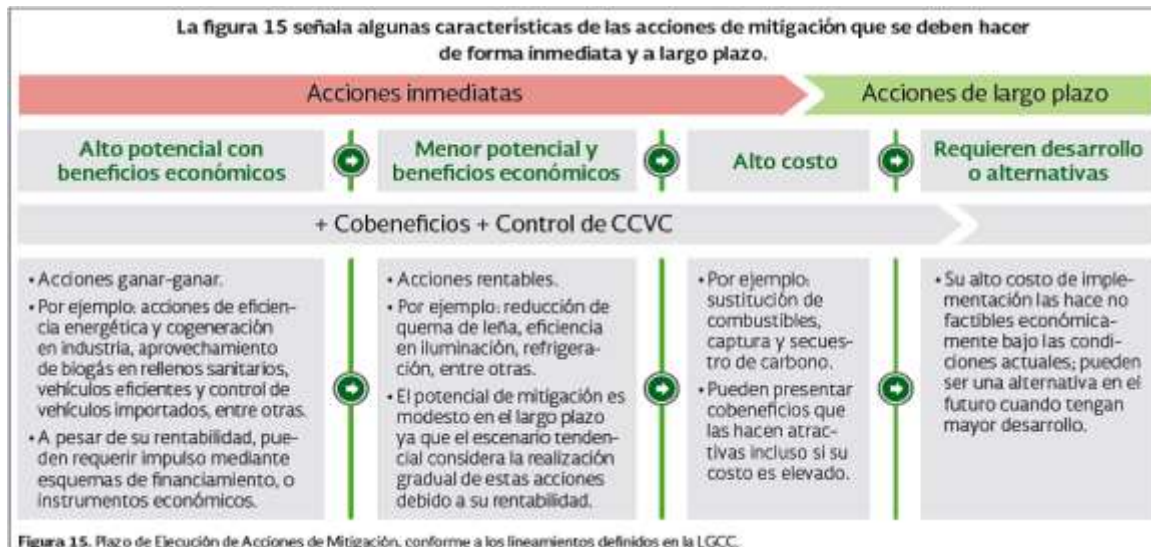 La figura 15 señala algunas características de las acciones de mitigación que se deben hacer
de forma inmediata y a largo plazo.
Acciones inmediatas
Acciones de largo plazo
Alto potencial con
beneficios económicos
Menor potencial y
beneficios económicos
Alto costo
Requieren desarrollo
o alternativas
+ Cobeneficios + Control de CCVC
• Acciones ganar-ganar.
• Por ejemplo: acciones de eficien-
cia energética y cogeneración
en industria, aprovechamiento
de biogás en rellenos sanitarios,
vehículos eficientes y control de
vehículos importados, entre otras.
• A pesar de su rentabilidad, pue-
den requerir impulso mediante
esquemas de financiamiento, o
instrumentos económicos.
• Acciones rentables.
• Por ejemplo: reducción de
quema de leña, eficiencia
en iluminación, refrigera-
ción, entre otras.
• El potencial de mitigación es
modesto en el largo plazo
ya que el escenario tenden-
cial considera la realización
gradual de estas acciones
debido a su rentabilidad.
• Por ejemplo:
sustitución de
combustibles,
captura y secues-
tro de carbono.
• Pueden presentar
cobeneficios que
las hacen atrac-
tivas incluso si su
costo es elevado.
• Su alto costo de imple-
mentación las hace no
factibles económica-
mente bajo las condi-
ciones actuales; pueden
ser una alternativa en el
futuro cuando tengan
mayor desarrollo.
Figura 15. Plazo de Ejecución de Acciones de Mitigación, conforme a los lineamientos definidos en la LGCC.